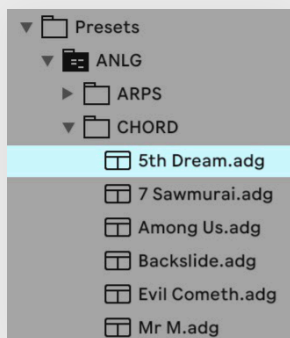 Presets
ANLG
ARPS
CHORD
5th Dream.adg
7 Sawmurai.adg
Among Us.adg
Backslide.adg
Evil Cometh.adg
Mr M.adg